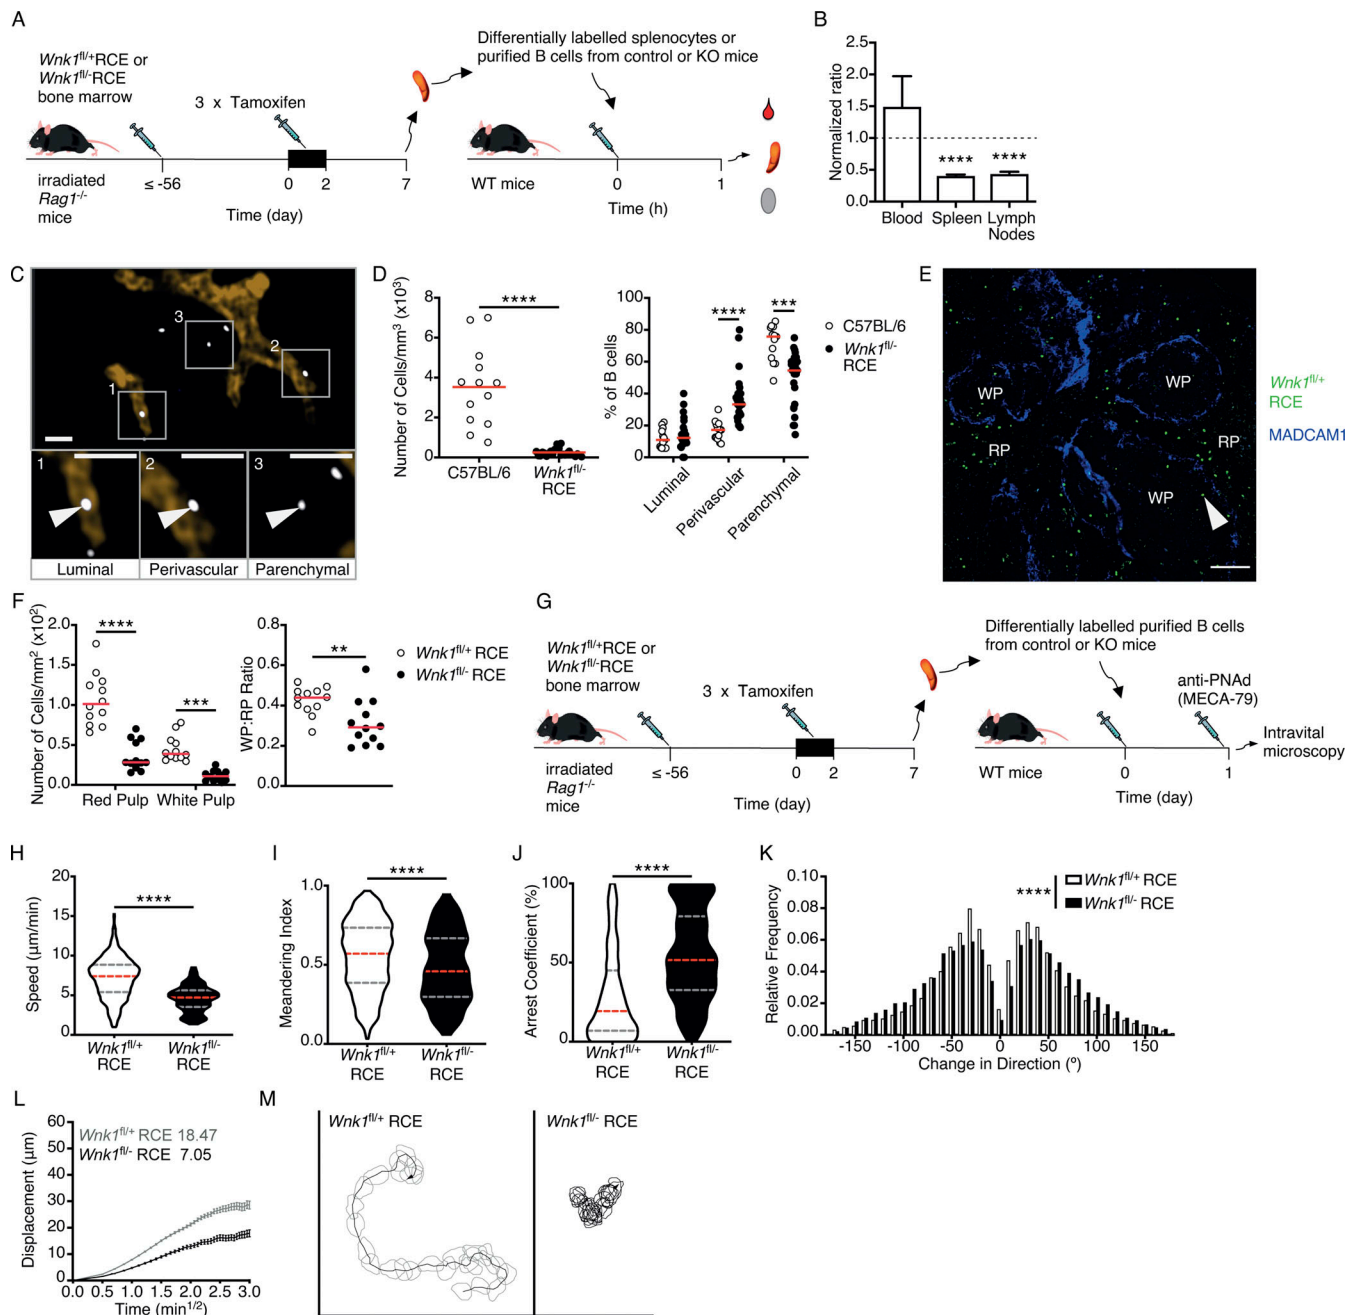 A
Wnk1fl/+RCE or
Wnk1fl/-RCE
bone marrow
3 x Tamoxifen
Differentially labelled splenocytes or
purified B cells from control or KO mice
irradiated
Rag1-/-
mice
≤ -56
0
2
7
Time (day)
WT mice
0
1
Time (h)
B
Normalized ratio
2.5
2.0
1.5
1.0
0.5
0
****
****
Blood
Spleen
Lymph
Nodes
C
1
2
3
1
2
3
Luminal
Perivascular
Parenchymal
D
Number of Cells/mm3 (x103)
8
6
4
2
0
****
C57BL/6
Wnk1fl/-
RCE
% of B cells
100
80
60
40
20
0
****
***
Luminal
Perivascular
Parenchymal
C57BL/6
Wnk1fl/-
RCE
E
WP
WP
RP
RP
WP
Wnk1fl/+
RCE
MADCAM1
F
Number of Cells/mm2 (x102)
2.0
1.5
1.0
0.5
0
****
***
Red Pulp
White Pulp
WP:RP Ratio
0.8
0.6
0.4
0.2
0.0
**
Wnk1fl/+ RCE
Wnk1fl/- RCE
G
Wnk1fl/+RCE or
Wnk1fl/-RCE
bone marrow
3 x Tamoxifen
Differentially labelled purified B cells
from control or KO mice
anti-PNAd
(MECA-79)
Intravital
microscopy
irradiated
Rag1-/-
mice
≤ -56
0
2
7
Time (day)
WT mice
0
1
Time (day)
H
Speed (µm/min)
20
15
10
5
0
****
Wnk1fl/+
RCE
Wnk1fl/-
RCE
I
Meandering Index
1.0
0.5
0.0
****
Wnk1fl/+
RCE
Wnk1fl/-
RCE
J
Arrest Coefficient (%)
100
50
0
****
Wnk1fl/+
RCE
Wnk1fl/-
RCE
K
Relative Frequency
0.10
0.08
0.06
0.04
0.02
0.00
****
Wnk1fl/+ RCE
Wnk1fl/- RCE
-150
-100
-50
0
50
100
150
Change in Direction (º)
L
Displacement (µm)
60
50
40
30
20
10
0
Wnk1fl/+ RCE 18.47
Wnk1fl/- RCE 7.05
0.0
0.5
1.0
1.5
2.0
2.5
3.0
Time (min1/2)
M
Wnk1fl/+ RCE
Wnk1fl/- RCE